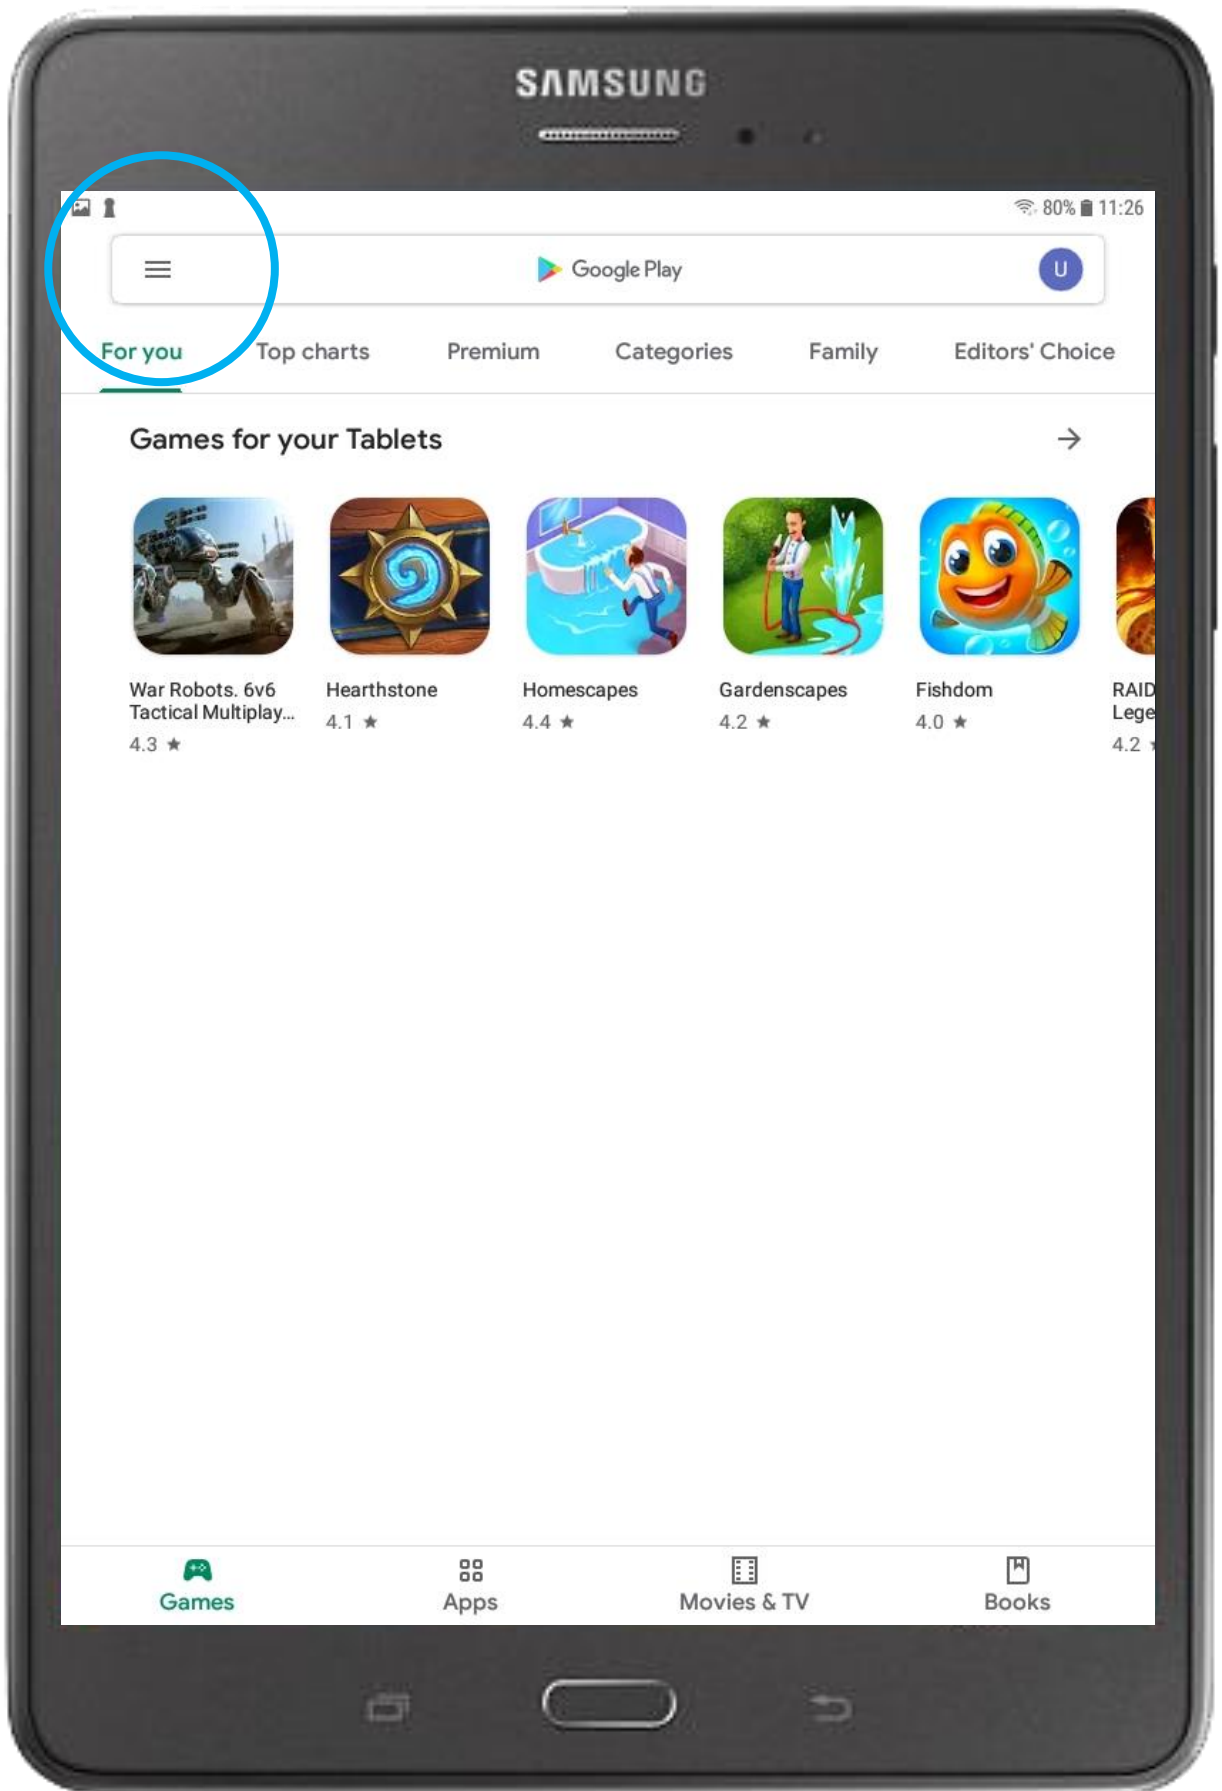 SAMSUNG
80% 11:26
Google Play
U
For you Top charts Premium Categories Family Editors' Choice
Games for your Tablets
War Robots. 6v6
Tactical Multiplay...
4.3 ★
Hearthstone
4.1 ★
Homescapes
4.4 ★
Gardenscapes
4.2 ★
Fishdom
4.0 ★
RAID
Lege
4.2
Games Apps Movies & TV Books